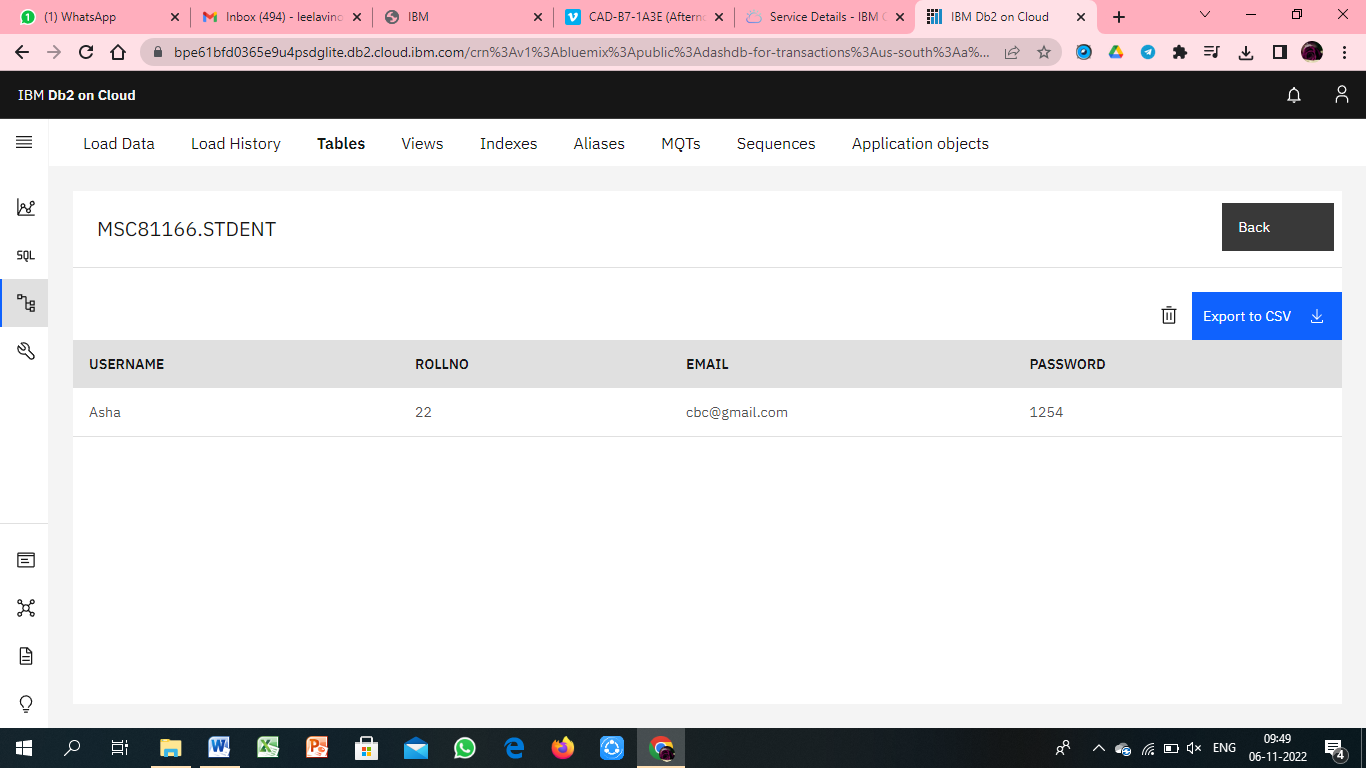 (1) WhatsApp
Inbox (494) - leelavino
IBM
CAD-B7-1A3E (Afterno
Service Details - IBM C
IBM Db2 on Cloud
bpe61bfd0365e9u4psdglite.db2.cloud.ibm.com/crn%3Av1%3Abluemix%3Apublic%3Adashdb-for-transactions%3Aus-south%3Aa%...
IBM Db2 on Cloud
Load Data Load History Tables Views Indexes Aliases MQTs Sequences Application objects
MSC81166.STDENT
Back
SQL
Export to CSV
USERNAME ROLLNO EMAIL PASSWORD
Asha 22 cbc@gmail.com 1254
ENG
09:49
06-11-2022
4